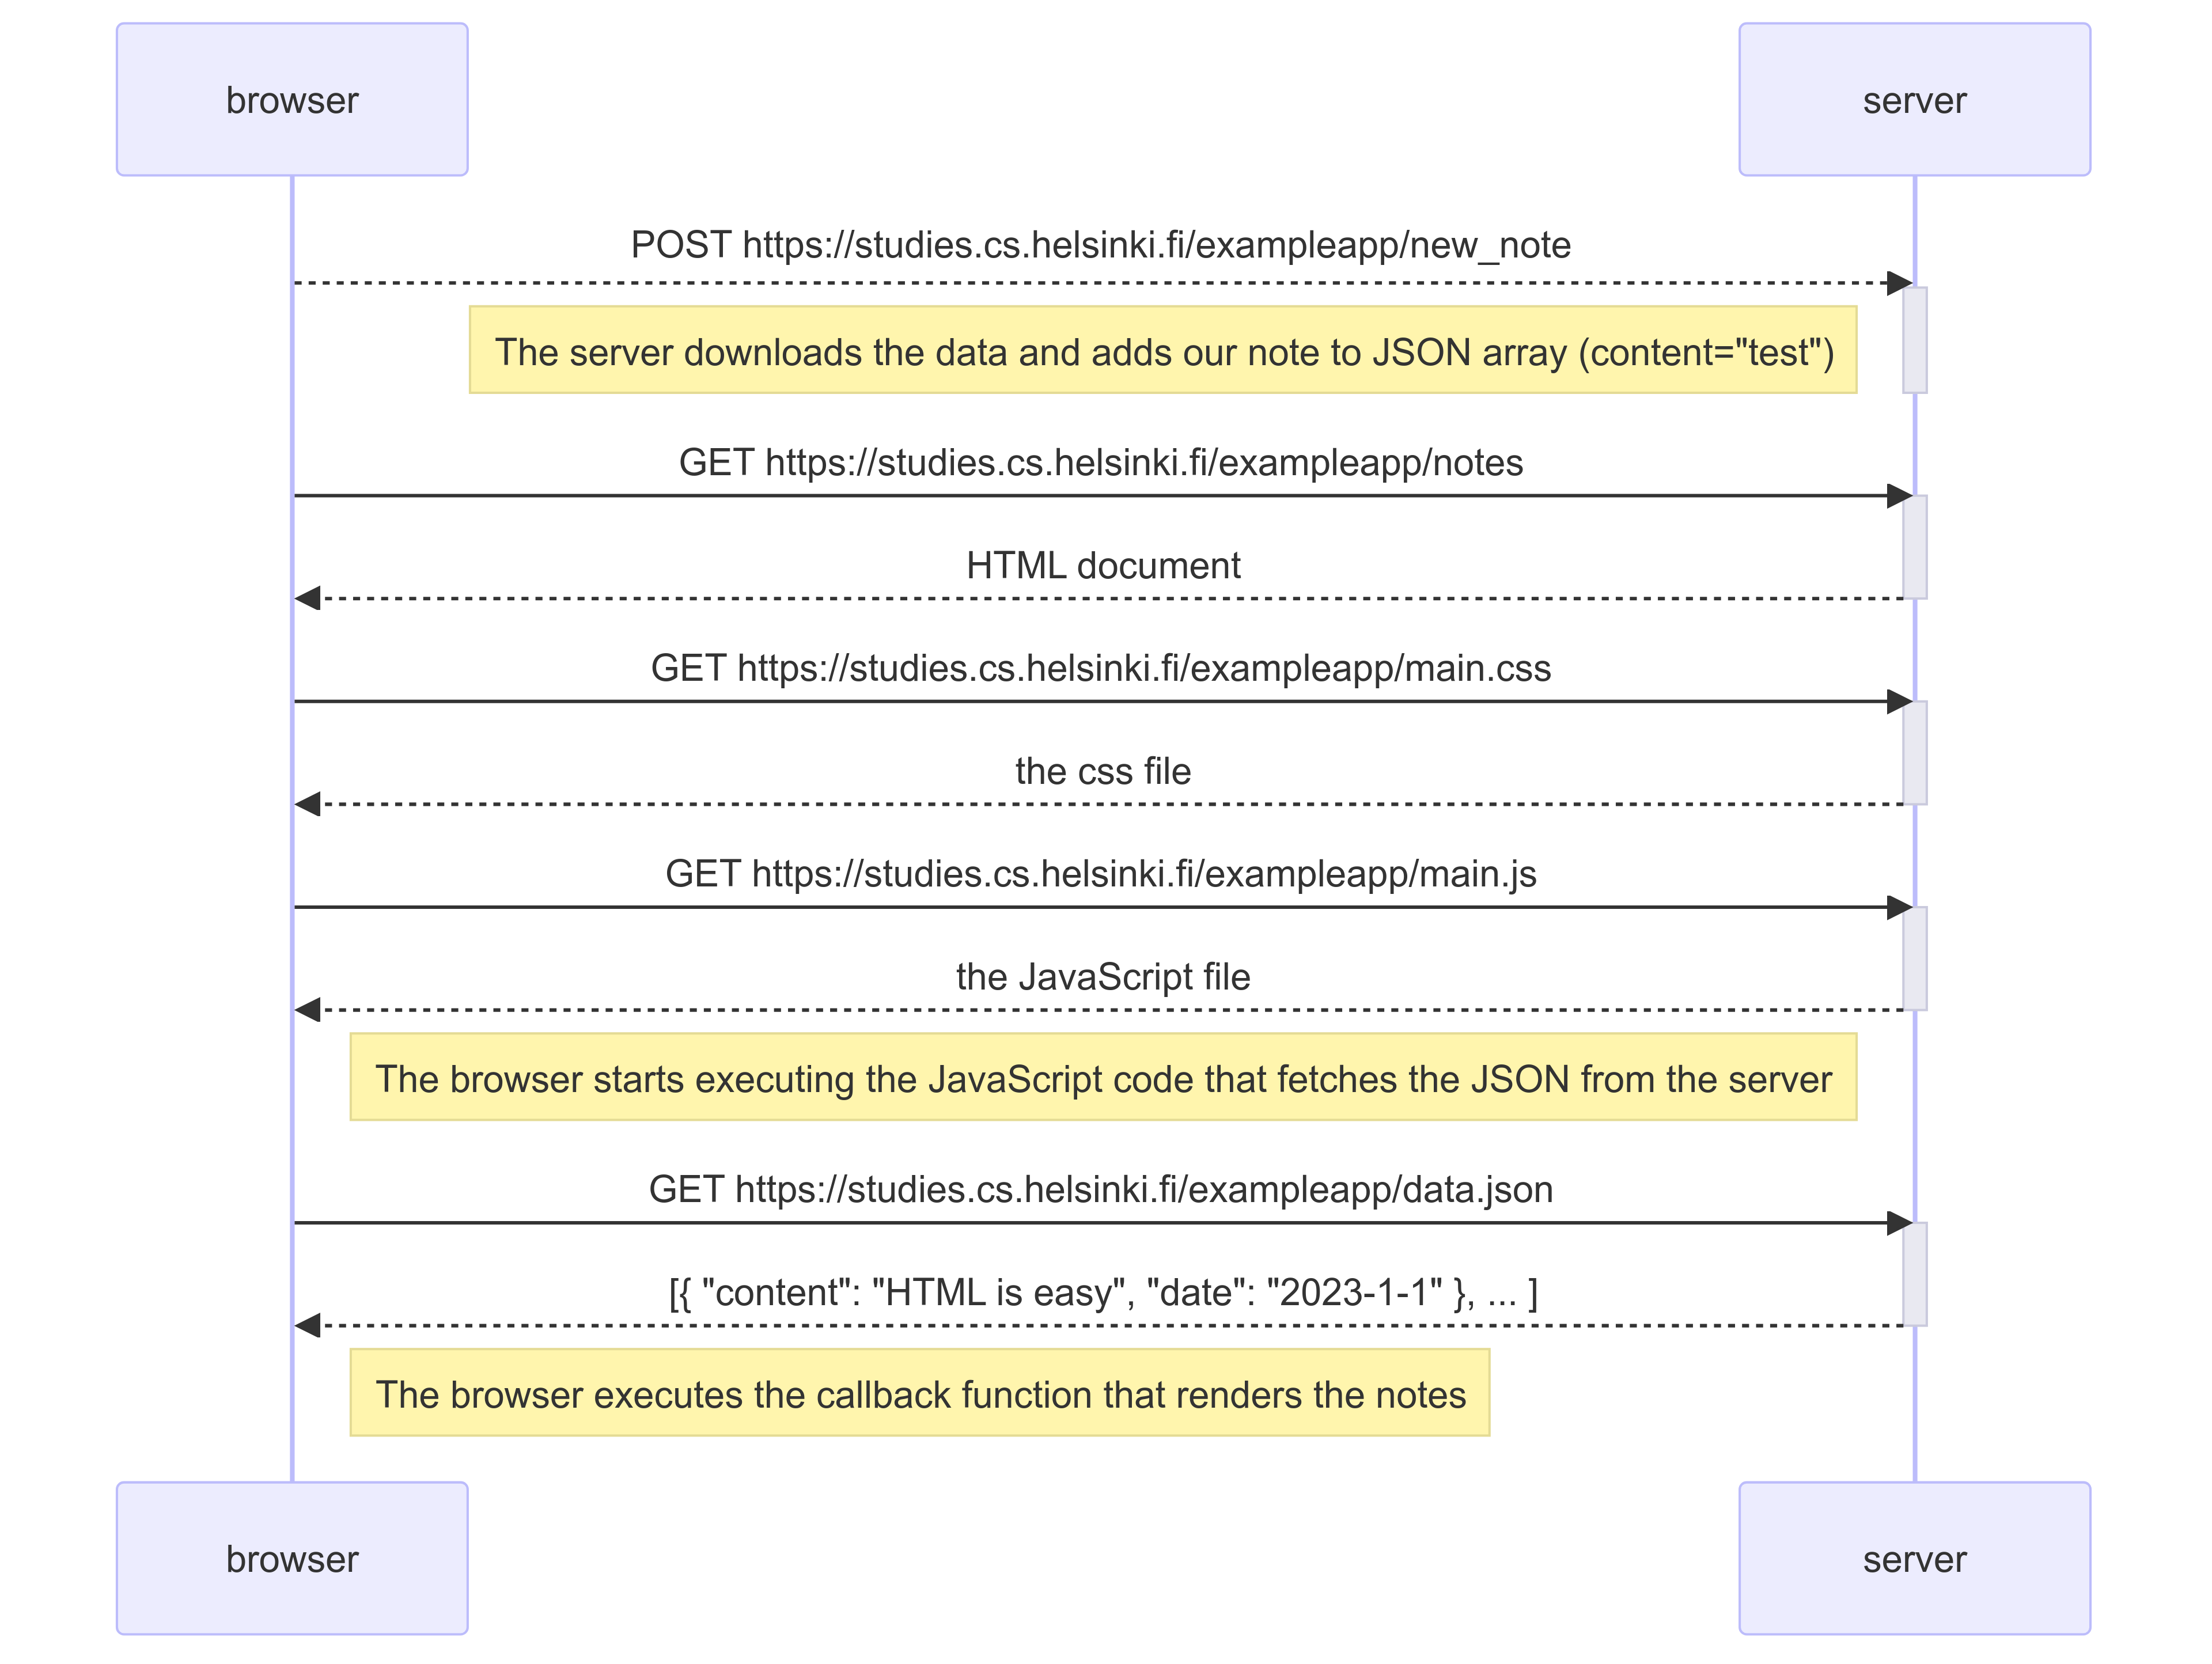 browser
server
POST https://studies.cs.helsinki.fi/exampleapp/new_note
The server downloads the data and adds our note to JSON array (content="test")
GET https://studies.cs.helsinki.fi/exampleapp/notes
HTML document
GET https://studies.cs.helsinki.fi/exampleapp/main.css
the css file
GET https://studies.cs.helsinki.fi/exampleapp/main.js
the JavaScript file
The browser starts executing the JavaScript code that fetches the JSON from the server
GET https://studies.cs.helsinki.fi/exampleapp/data.json
[{ "content": "HTML is easy", "date": "2023-1-1" }, ... ]
The browser executes the callback function that renders the notes
browser
server